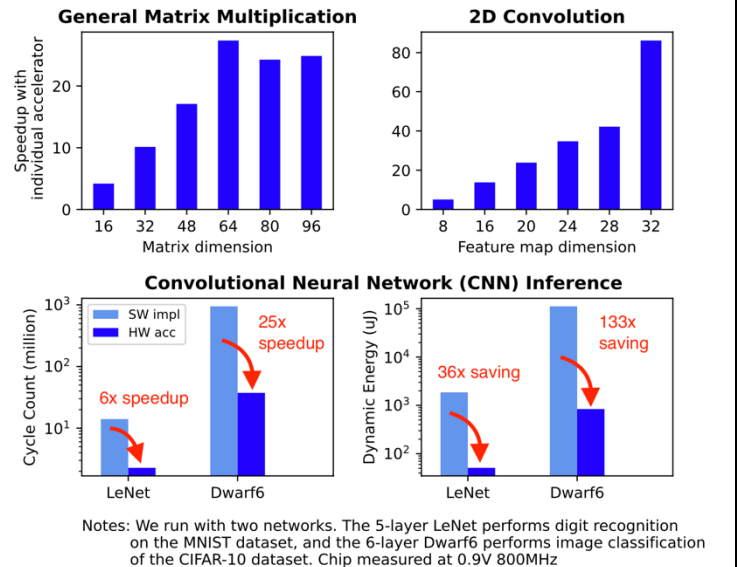 General Matrix Multiplication
Speedup with
individual accelerator
20
10
0
16 32 48 64 80 96
Matrix dimension
2D Convolution
80
60
40
20
0
8 16 20 24 28 32
Feature map dimension
Convolutional Neural Network (CNN) Inference
Cycle Count (million)
10³
10²
10¹
SW impl
HW acc
6x speedup
25x
speedup
LeNet Dwarf6
Dynamic Energy (uJ)
10⁵
10⁴
10³
10²
36x saving
133x
saving
LeNet Dwarf6
Notes: We run with two networks. The 5-layer LeNet performs digit recognition
on the MNIST dataset, and the 6-layer Dwarf6 performs image classification
of the CIFAR-10 dataset. Chip measured at 0.9V 800MHz